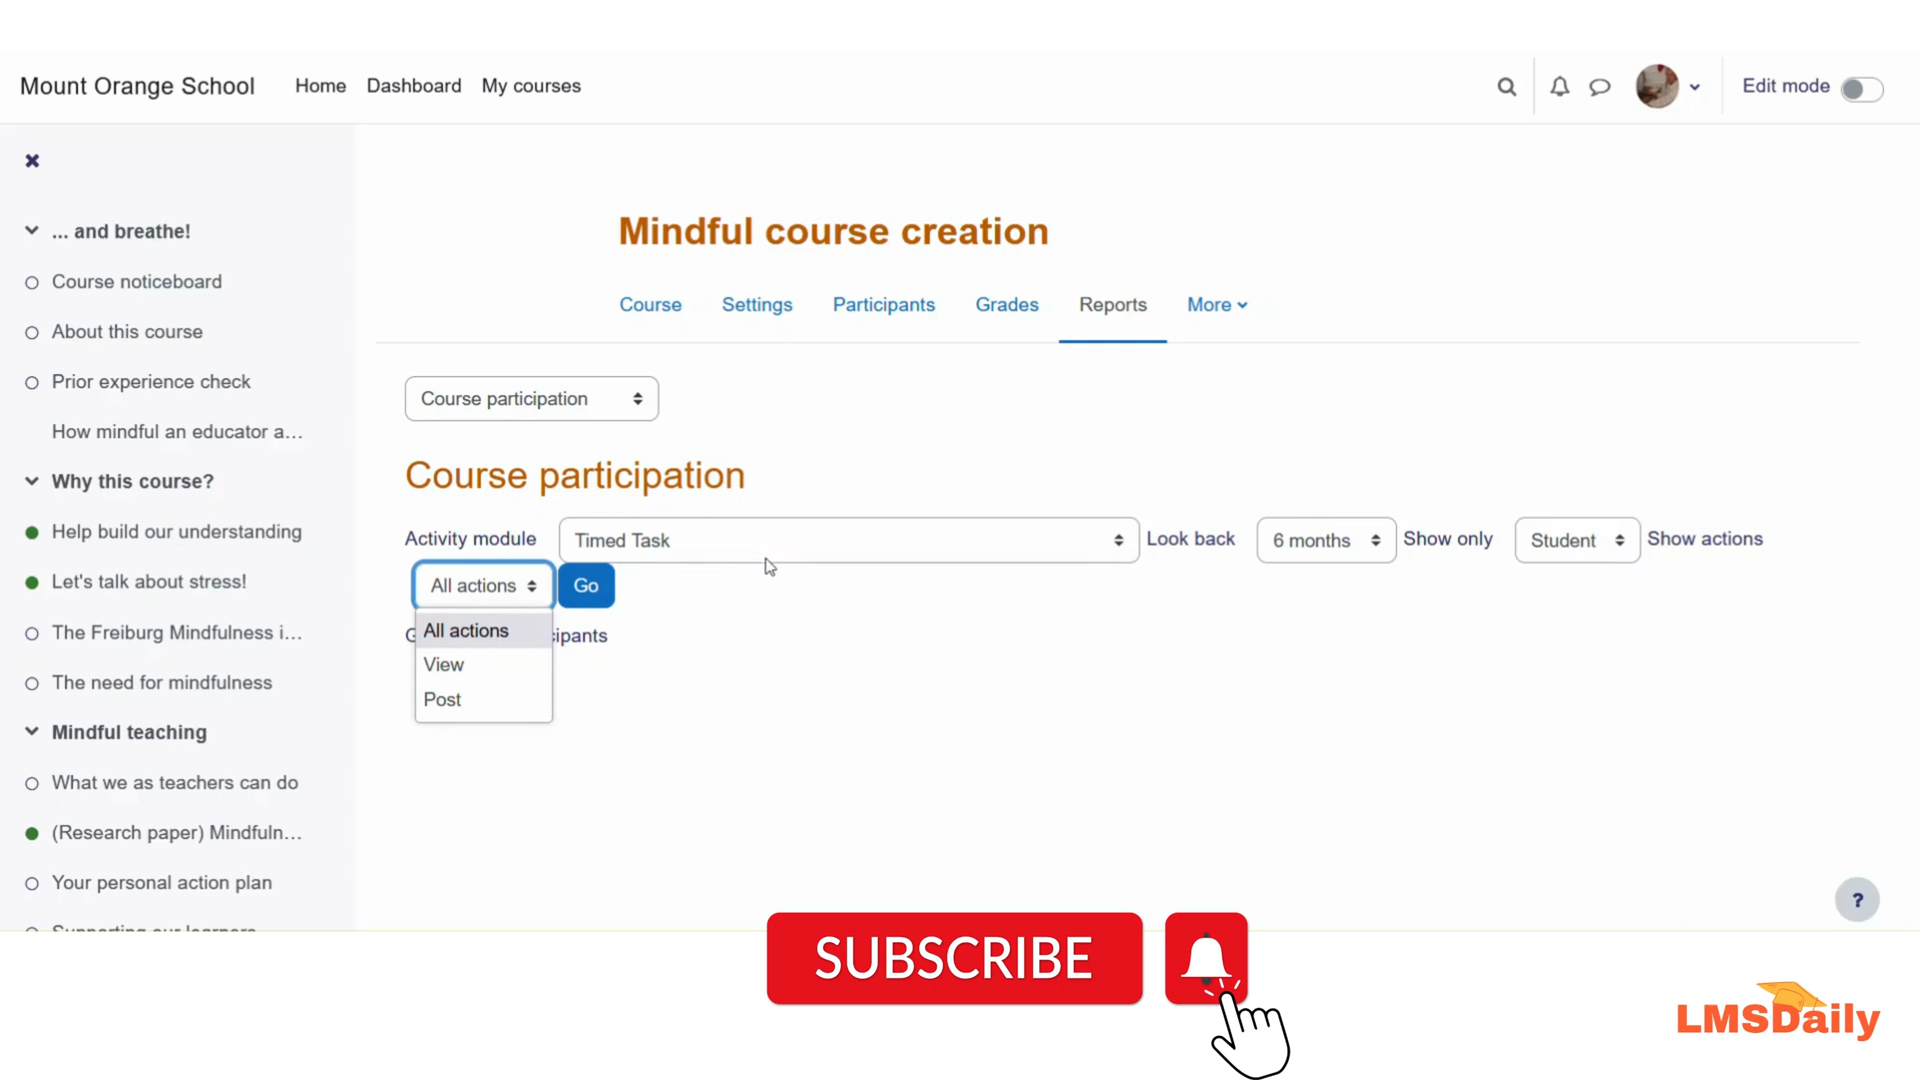 Mount Orange School Home Dashboard My courses Edit mode
... and breathe!
Course noticeboard
About this course
Prior experience check
How mindful an educator a...
Why this course?
Help build our understanding
Let's talk about stress!
The Freiburg Mindfulness i...
The need for mindfulness
Mindful teaching
What we as teachers can do
(Research paper) Mindfuln...
Your personal action plan
Supporting our learners
Mindful course creation
Course Settings Participants Grades Reports More
Course participation
Course participation
Activity module Timed Task Look back 6 months Show only Student Show actions
All actions Go
All actions
View
Post
?
SUBSCRIBE
LMSDaily